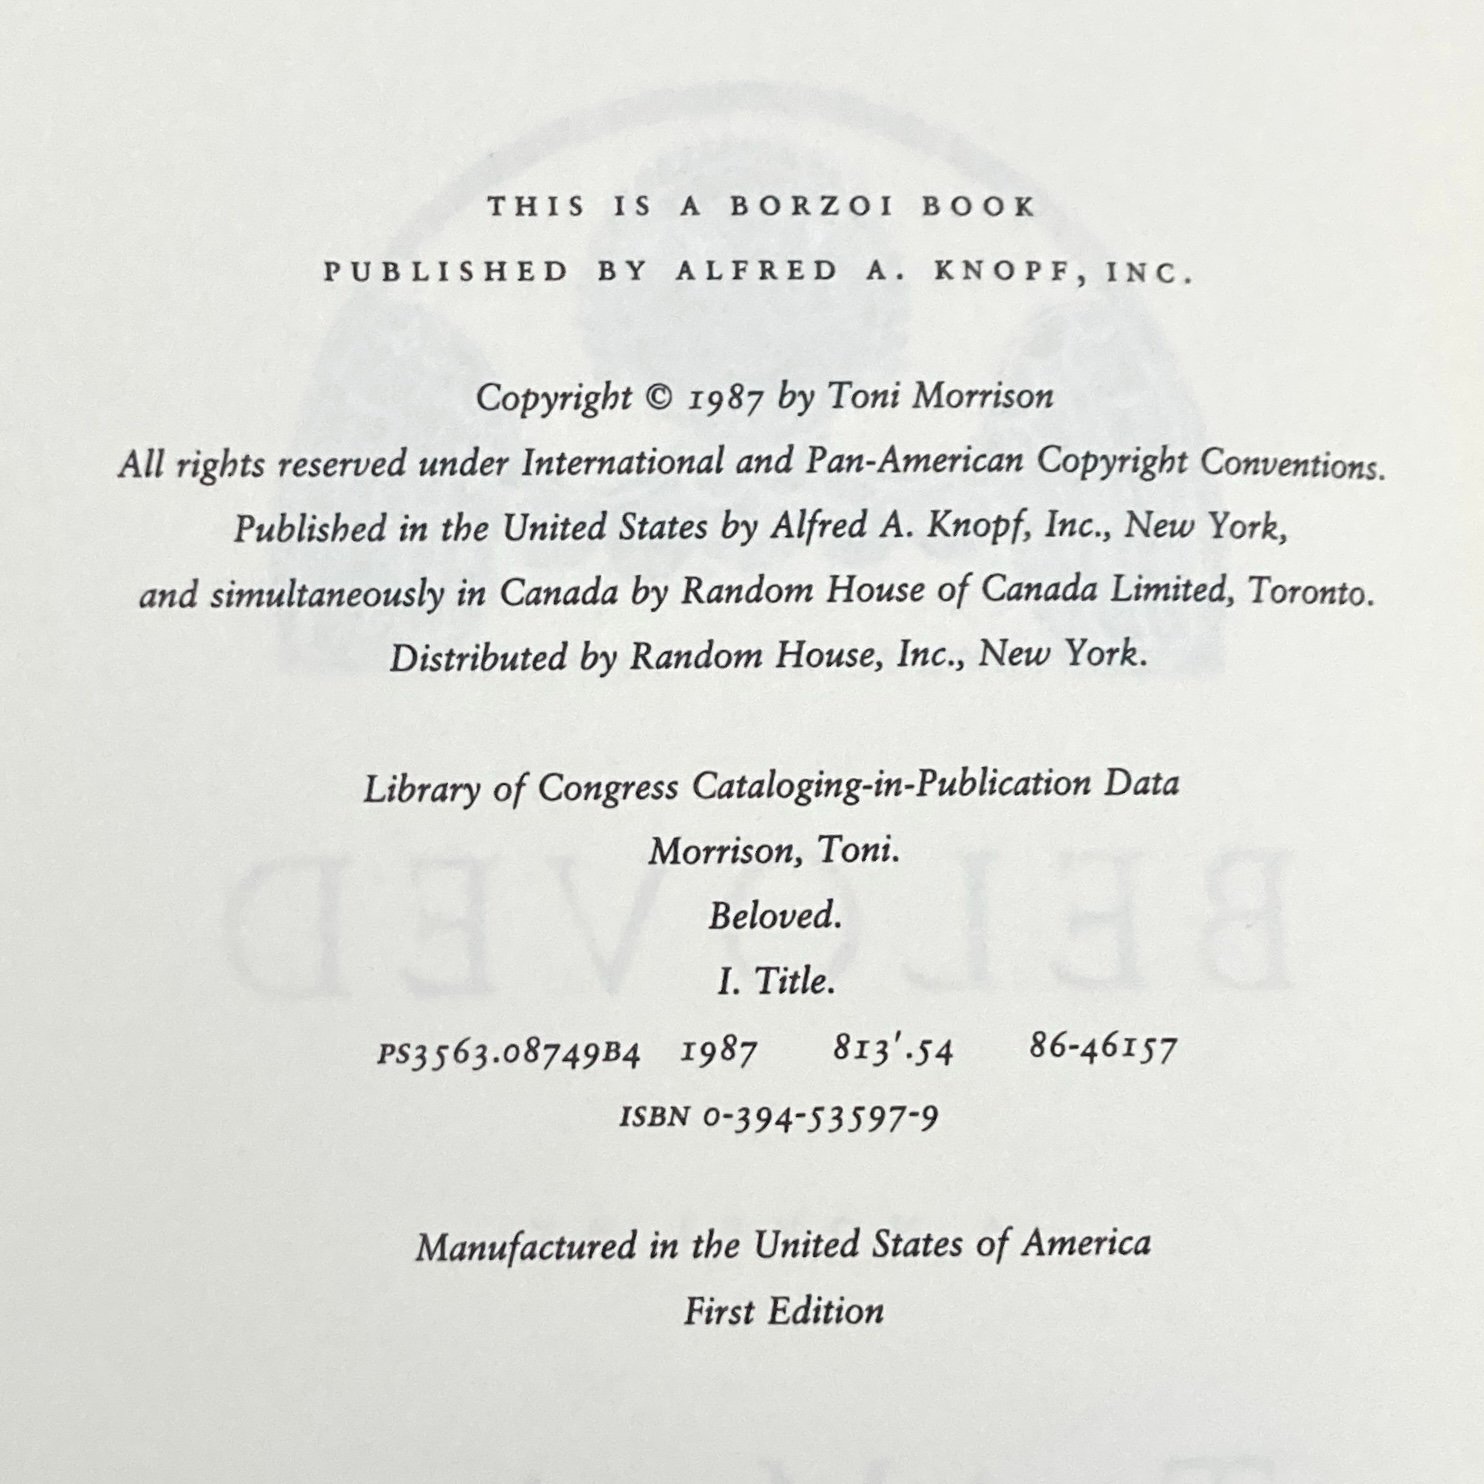 THIS IS A BORZOI BOOK
PUBLISHED BY ALFRED A. KNOPF, INC.
Copyright © 1987 by Toni Morrison
All rights reserved under International and Pan-American Copyright Conventions.
Published in the United States by Alfred A. Knopf, Inc., New York,
and simultaneously in Canada by Random House of Canada Limited, Toronto.
Distributed by Random House, Inc., New York.
Library of Congress Cataloging-in-Publication Data
Morrison, Toni.
Beloved.
I. Title.
PS3563.08749B4 1987 813'.54 86-46157
ISBN 0-394-53597-9
Manufactured in the United States of America
First Edition
BELOVED